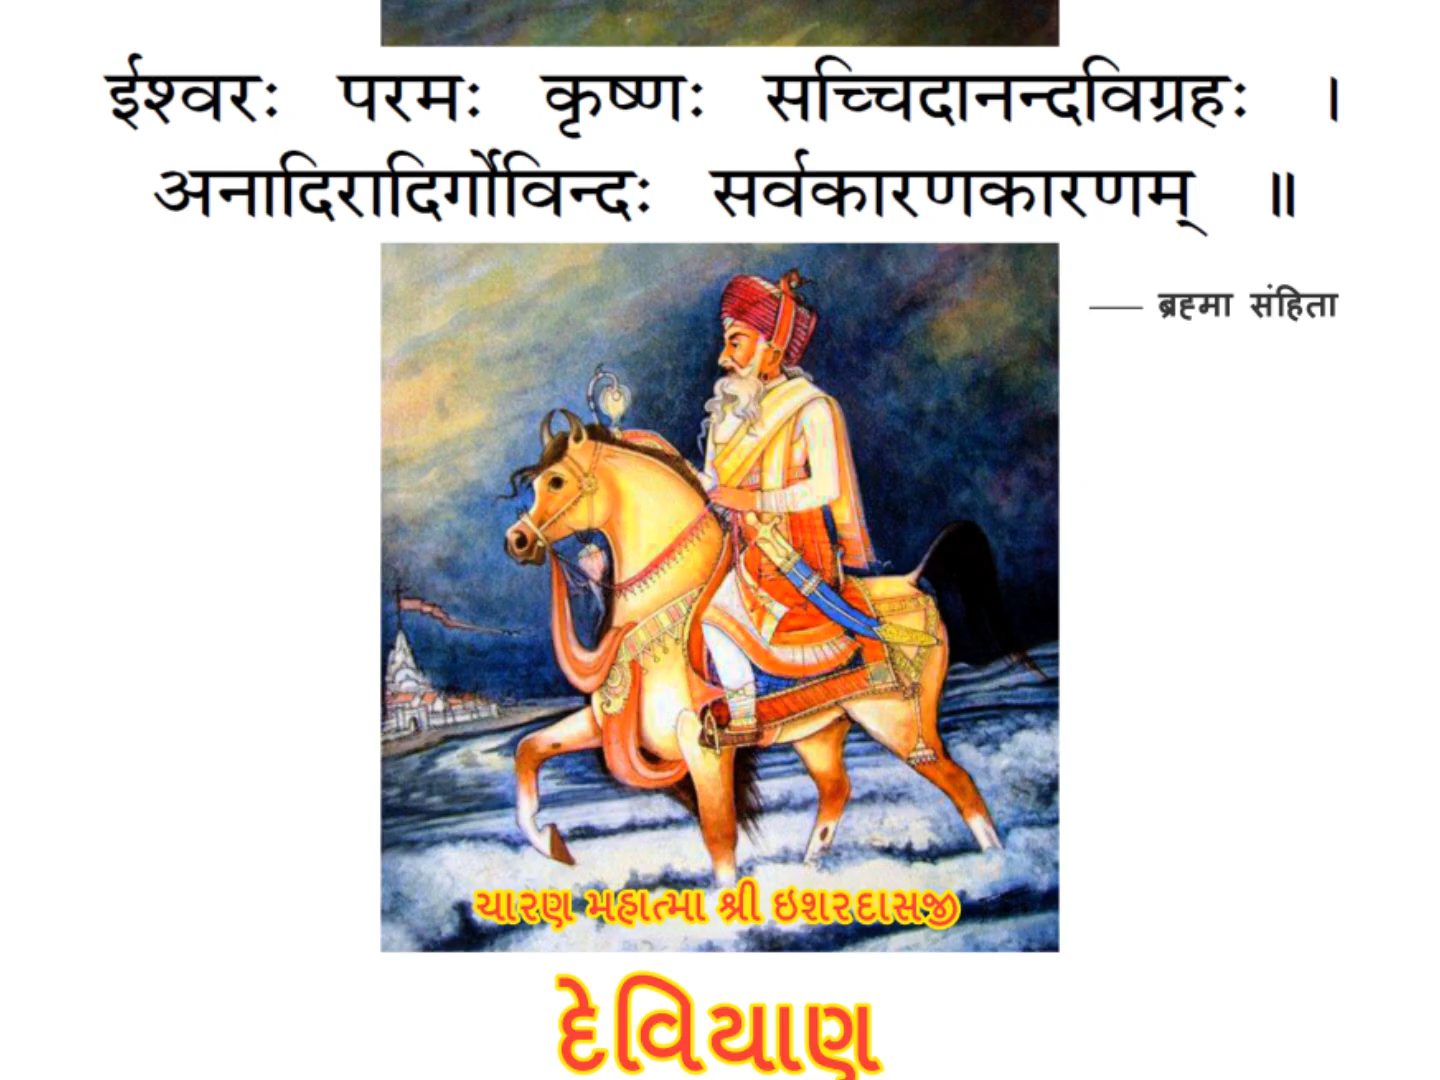 ईश्वरः परमः कृष्णः सच्चिदानन्दविग्रहः ।
अनादिरादिर्गोविन्दः सर्वकारणकारणम् ॥
—— ब्रह्मा संहिता
ચારણ મહાત્મા શ્રી ઇશરદાસજી
દેવિયાણ